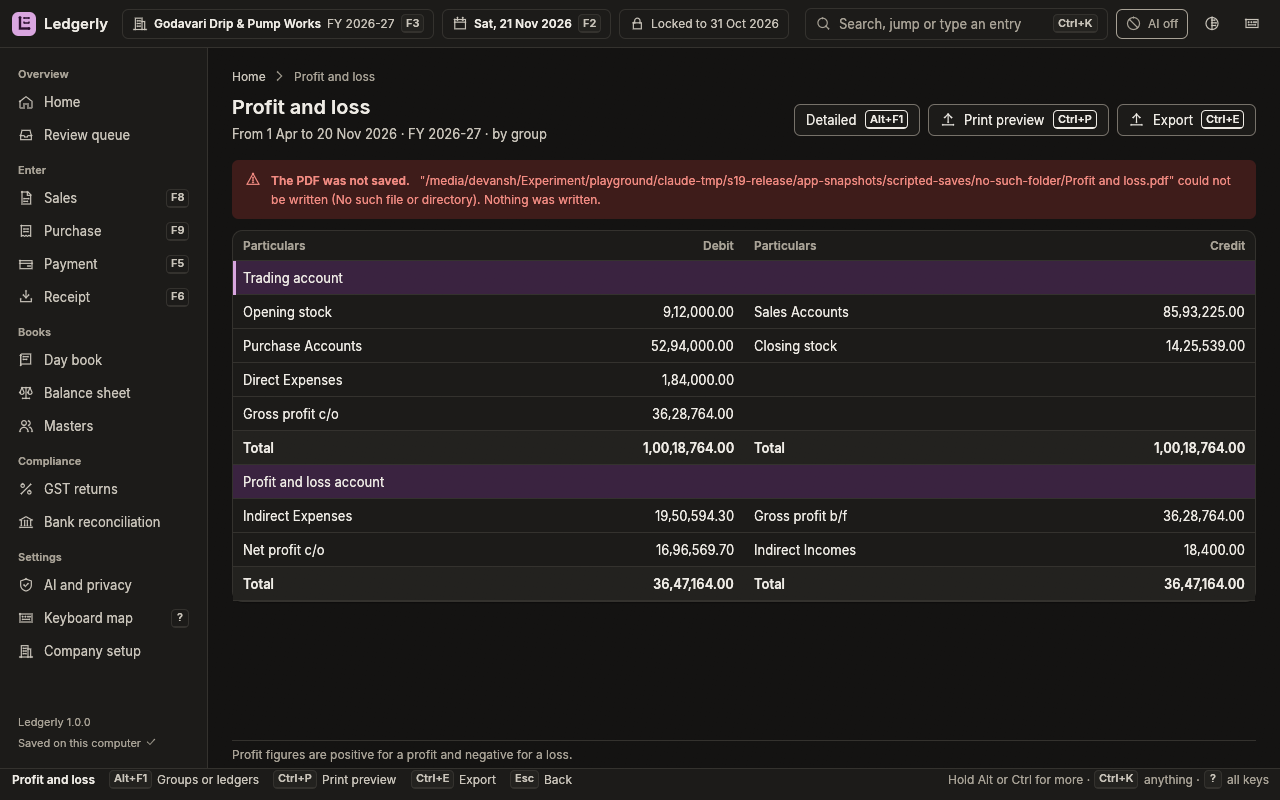 Ledgerly
Godavari Drip & Pump Works FY 2026-27 F3
Sat, 21 Nov 2026 F2
Locked to 31 Oct 2026
Search, jump or type an entry Ctrl+K
AI off
Overview
Home
Review queue
Enter
Sales F8
Purchase F9
Payment F5
Receipt F6
Books
Day book
Balance sheet
Masters
Compliance
GST returns
Bank reconciliation
Settings
AI and privacy
Keyboard map ?
Company setup
Ledgerly 1.0.0
Saved on this computer
Home > Profit and loss
Profit and loss
From 1 Apr to 20 Nov 2026 · FY 2026-27 · by group
Detailed Alt+F1
Print preview Ctrl+P
Export Ctrl+E
The PDF was not saved. "/media/devansh/Experiment/playground/claude-tmp/s19-release/app-snapshots/scripted-saves/no-such-folder/Profit and loss.pdf" could not
be written (No such file or directory). Nothing was written.
Particulars Debit Particulars Credit
Trading account
Opening stock 9,12,000.00 Sales Accounts 85,93,225.00
Purchase Accounts 52,94,000.00 Closing stock 14,25,539.00
Direct Expenses 1,84,000.00
Gross profit c/o 36,28,764.00
Total 1,00,18,764.00 Total 1,00,18,764.00
Profit and loss account
Indirect Expenses 19,50,594.30 Gross profit b/f 36,28,764.00
Net profit c/o 16,96,569.70 Indirect Incomes 18,400.00
Total 36,47,164.00 Total 36,47,164.00
Profit figures are positive for a profit and negative for a loss.
Profit and loss Alt+F1 Groups or ledgers Ctrl+P Print preview Ctrl+E Export Esc Back
Hold Alt or Ctrl for more · Ctrl+K anything · ? all keys